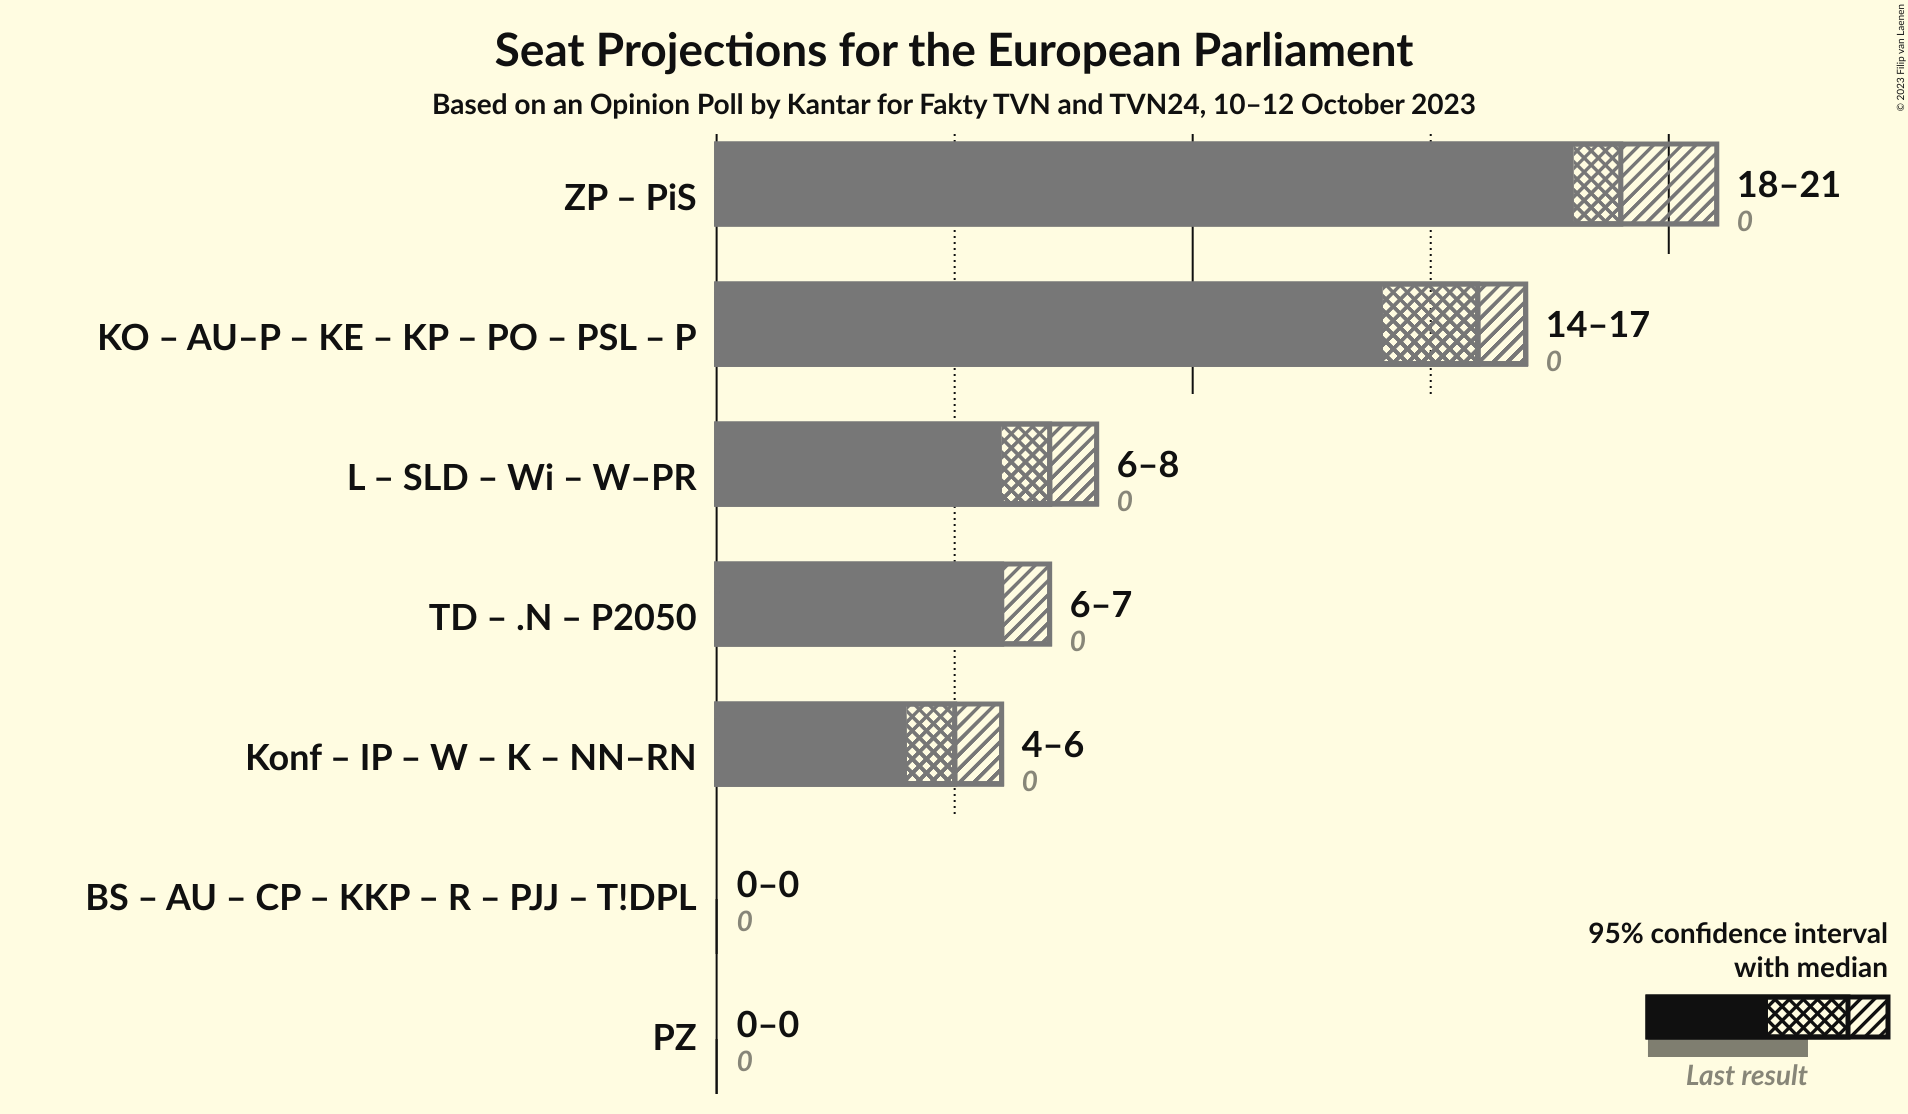 Seat Projections for the European Parliament
Based on an Opinion Poll by Kantar for Fakty TVN and TVN24, 10–12 October 2023
© 2023 Filip van Laenen
ZP – PiS
18–21
0
KO – AU–P – KE – KP – PO – PSL – P
14–17
0
L – SLD – Wi – W–PR
6–8
0
TD – .N – P2050
6–7
0
Konf – IP – W – K – NN–RN
4–6
0
BS – AU – CP – KKP – R – PJJ – T!DPL
0–0
0
PZ
0–0
0
95% confidence interval
with median
Last result